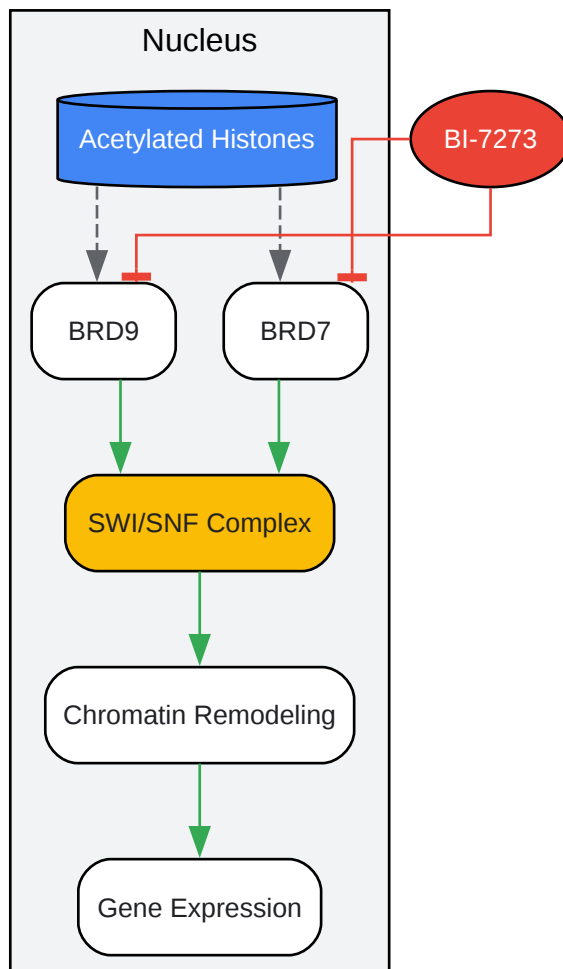 Nucleus
Acetylated Histones
BI-7273
BRD9
BRD7
SWI/SNF Complex
Chromatin Remodeling
Gene Expression